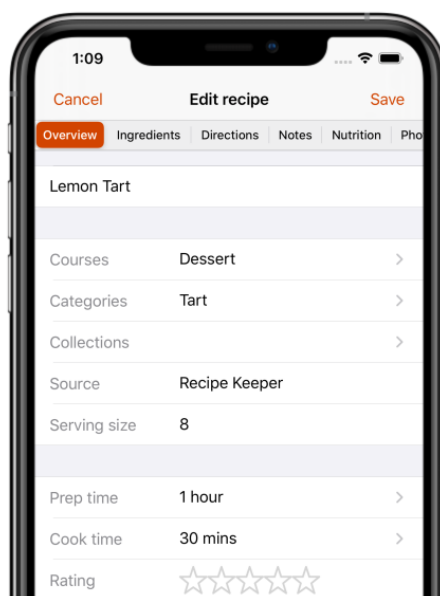 1:09
Cancel Edit recipe Save
Overview Ingredients Directions Notes Nutrition Pho
Lemon Tart
Courses Dessert
Categories Tart
Collections
Source Recipe Keeper
Serving size 8
Prep time 1 hour
Cook time 30 mins
Rating